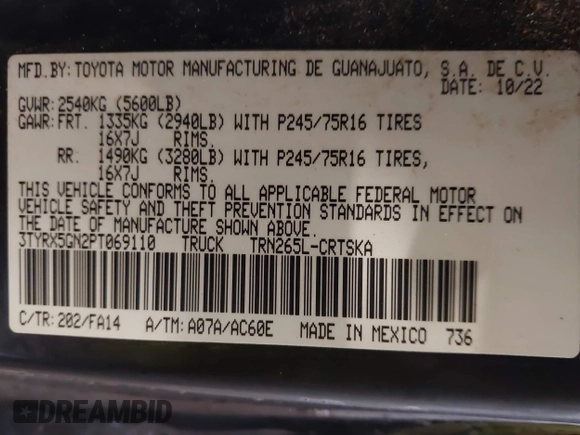 MFD.BY: TOYOTA MOTOR MANUFACTURING DE GUANAJUATO, S.A. DE C.V.
DATE: 10/22
GVWR: 2540KG (5600LB)
GAWR: FRT. 1335KG (2940LB) WITH P245/75R16 TIRES
16X7J RIMS.
RR. 1490KG (3280LB) WITH P245/75R16 TIRES,
16X7J RIMS.
THIS VEHICLE CONFORMS TO ALL APPLICABLE FEDERAL MOTOR
VEHICLE SAFETY AND THEFT PREVENTION STANDARDS IN EFFECT ON
THE DATE OF MANUFACTURE SHOWN ABOVE.
3TYRX5GN2PT069110 TRUCK TRN265L-CRTSKA
C/TR: 202/FA14 A/TM: A07A/AC60E MADE IN MEXICO 736
DREAMBID